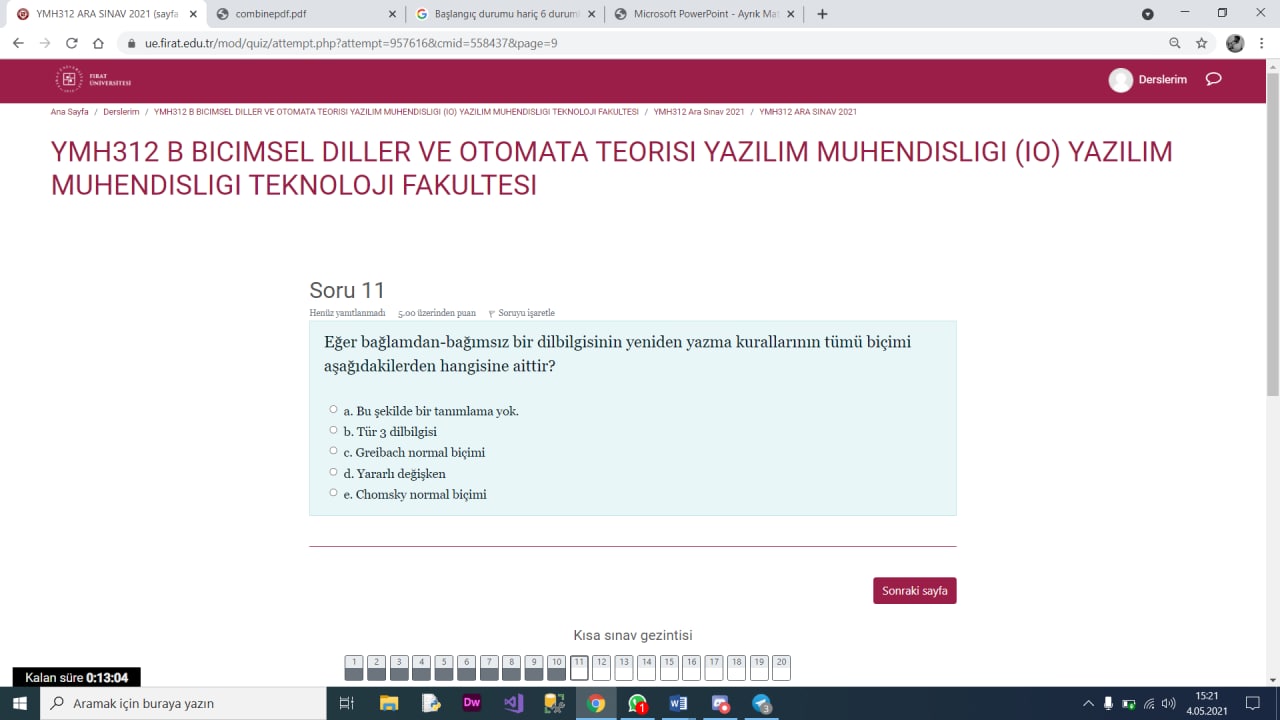 YMH312 ARA SINAV 2021 (sayfa
combinepdf.pdf
Başlangıç durumu hariç 6 durum
Microsoft PowerPoint - Ayrık Mat
ue.firat.edu.tr/mod/quiz/attempt.php?attempt=957616&cmid=558437&page=9
FIRAT
ÜNİVERSİTESİ
Derslerim
Ana Sayfa / Derslerim / YMH312 B BICIMSEL DILLER VE OTOMATA TEORISI YAZILIM MUHENDISLIGI (IO) YAZILIM MUHENDISLIGI TEKNOLOJI FAKULTESI / YMH312 Ara Sınav 2021 / YMH312 ARA SINAV 2021
YMH312 B BICIMSEL DILLER VE OTOMATA TEORISI YAZILIM MUHENDISLIGI (IO) YAZILIM
MUHENDISLIGI TEKNOLOJI FAKULTESI
Soru 11
Henüz yanıtlanmadı 5,00 üzerinden puan Soruyu işaretle
Eğer bağlamdan-bağımsız bir dilbilgisinin yeniden yazma kurallarının tümü biçimi
aşağıdakilerden hangisine aittir?
a. Bu şekilde bir tanımlama yok.
b. Tür 3 dilbilgisi
c. Greibach normal biçimi
d. Yararlı değişken
e. Chomsky normal biçimi
Sonraki sayfa
Kısa sınav gezintisi
1 2 3 4 5 6 7 8 9 10 11 12 13 14 15 16 17 18 19 20
Kalan süre 0:13:04
Aramak için buraya yazın
Dw
1
3
15:21
4.05.2021